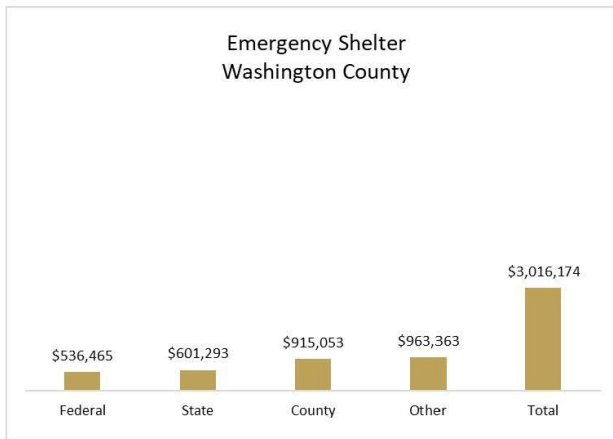 Emergency Shelter
Washington County
$3,016,174
$536,465 $601,293 $915,053 $963,363
Federal State County Other Total